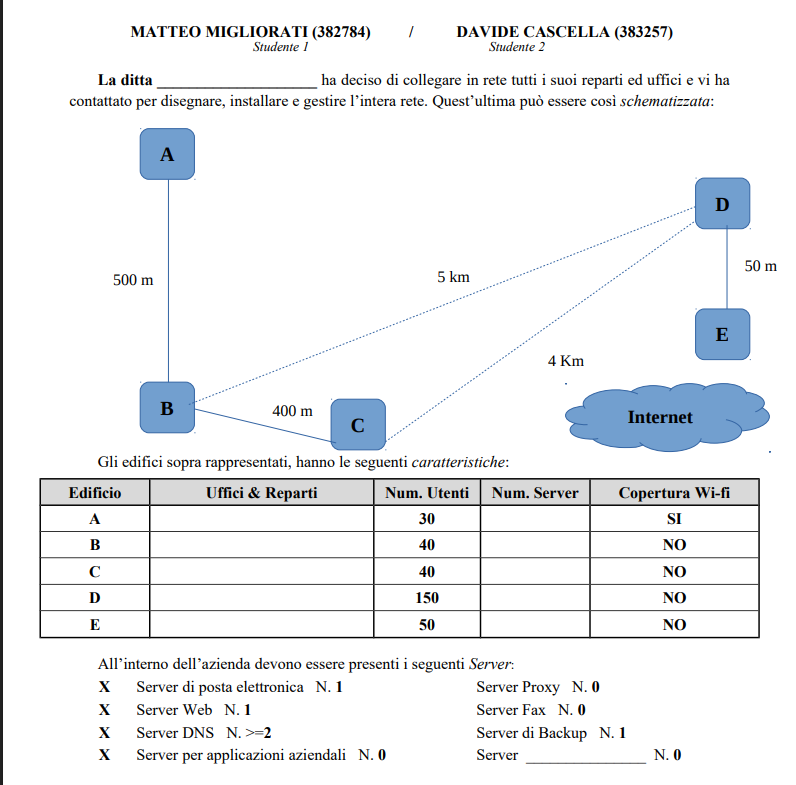 MATTEO MIGLIORATI (382784) / DAVIDE CASCELLA (383257)
Studente 1 Studente 2
La ditta ____________________ ha deciso di collegare in rete tutti i suoi reparti ed uffici e vi ha
contattato per disegnare, installare e gestire l'intera rete. Quest'ultima può essere così schematizzata:
A
D
500 m
5 km
50 m
E
4 Km
B
400 m
C
Internet
Gli edifici sopra rappresentati, hanno le seguenti caratteristiche:
Edificio Uffici & Reparti Num. Utenti Num. Server Copertura Wi-fi
A 30 SI
B 40 NO
C 40 NO
D 150 NO
E 50 NO
All'interno dell'azienda devono essere presenti i seguenti Server:
X Server di posta elettronica N. 1 Server Proxy N. 0
X Server Web N. 1 Server Fax N. 0
X Server DNS N. >=2 Server di Backup N. 1
X Server per applicazioni aziendali N. 0 Server _______________ N. 0